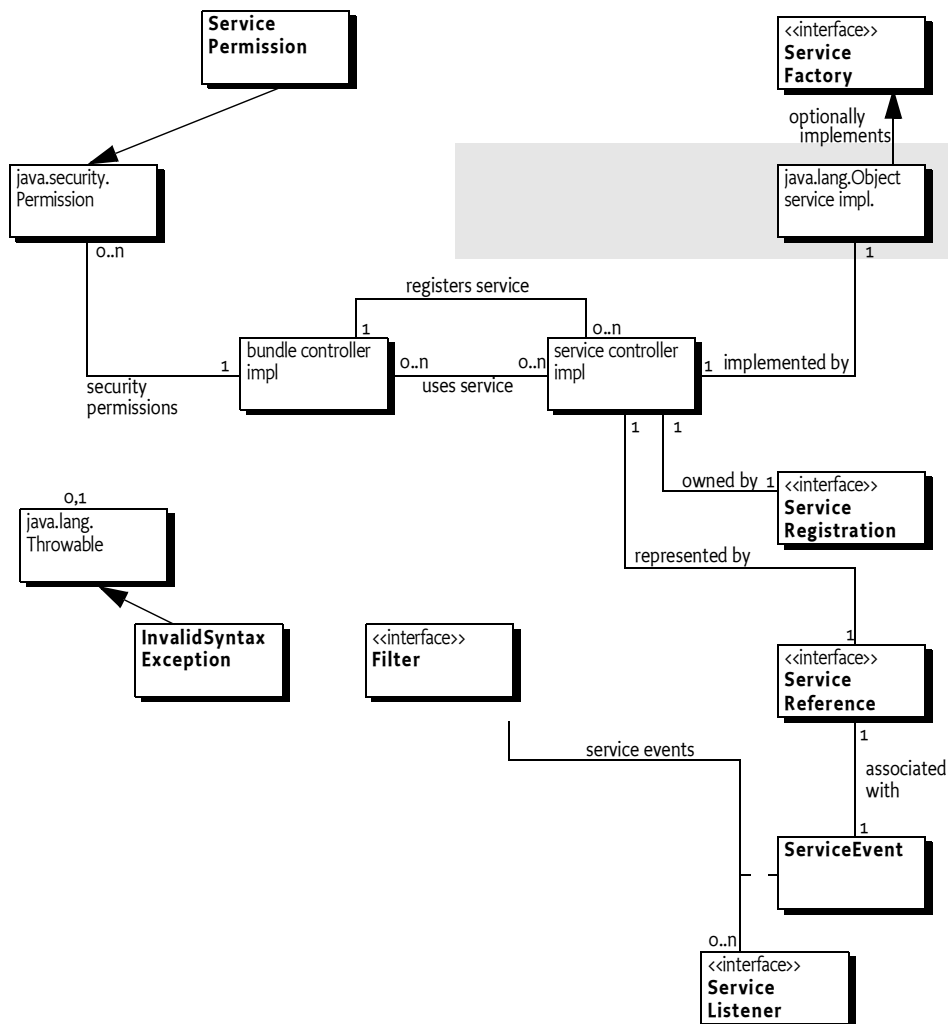 Service
Permission
<<interface>>
Service
Factory
optionally
implements
java.security.
Permission
java.lang.Object
service impl.
0..n
1
registers service
1
0..n
bundle controller
impl
service controller
impl
1
0..n
0..n
1
implemented by
uses service
security
permissions
1
1
owned by
1
<<interface>>
Service
Registration
0,1
java.lang.
Throwable
represented by
InvalidSyntax
Exception
<<interface>>
Filter
1
<<interface>>
Service
Reference
1
service events
associated
with
1
ServiceEvent
0..n
<<interface>>
Service
Listener